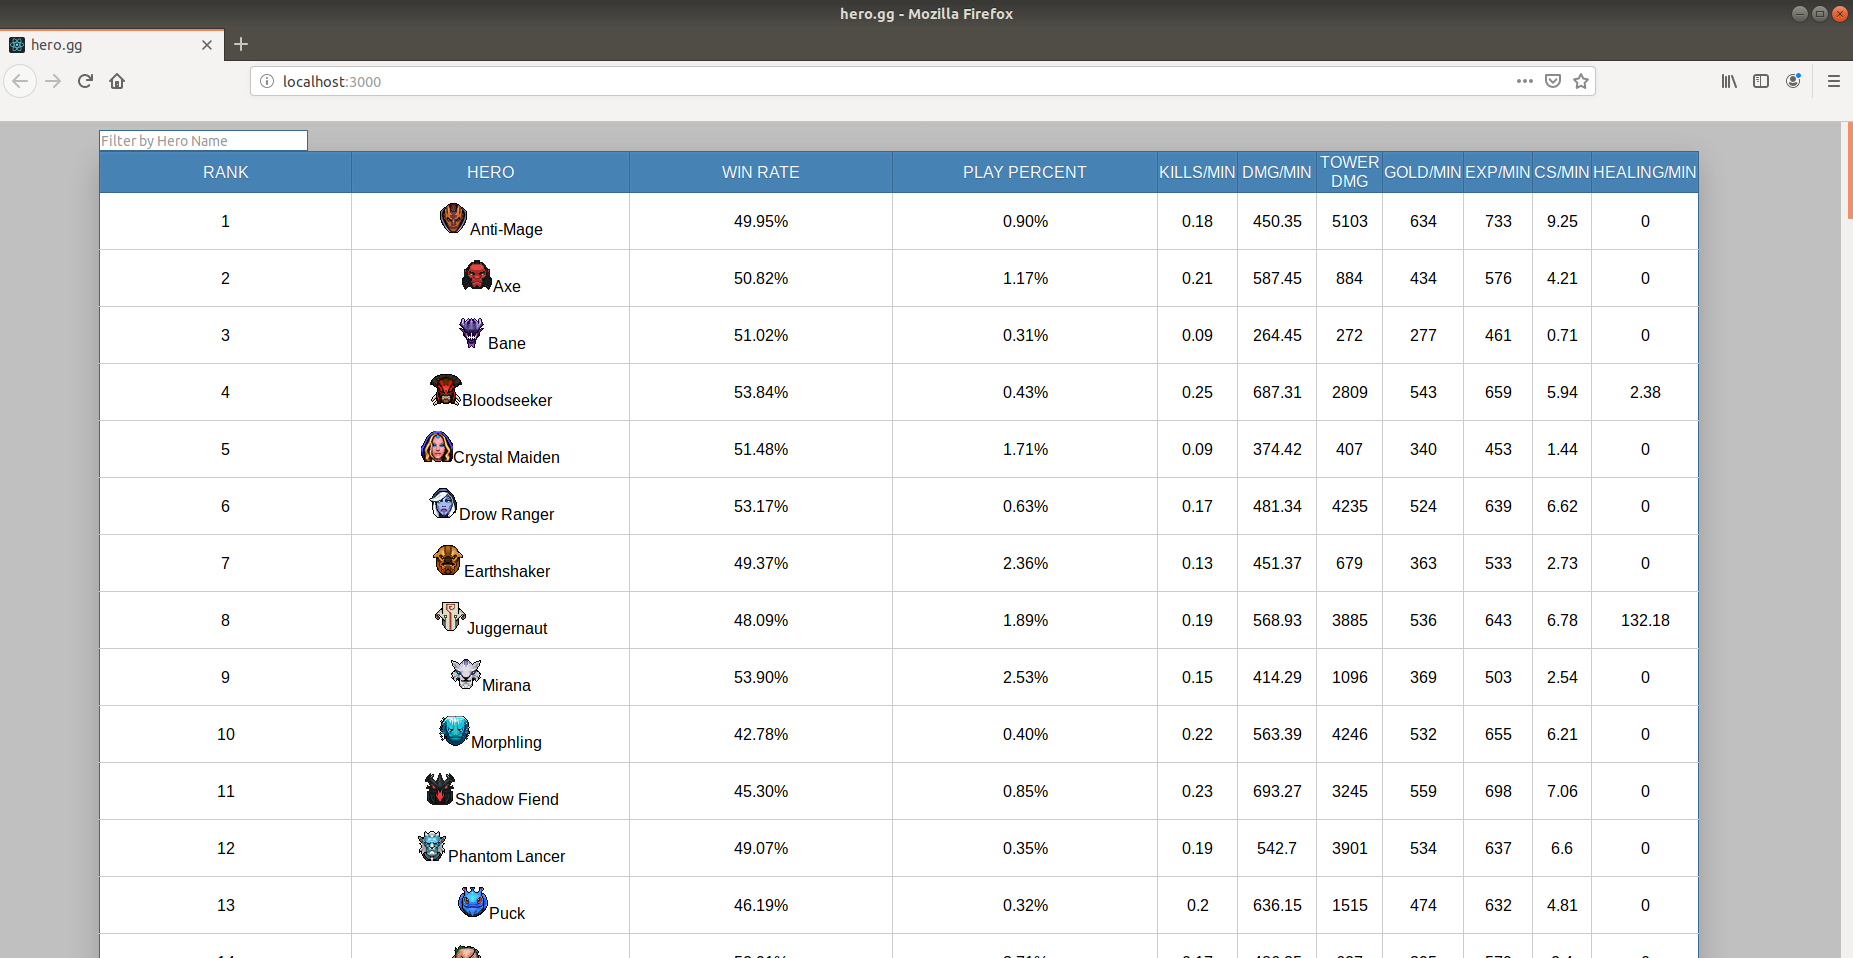 hero.gg - Mozilla Firefox
hero.gg
localhost:3000
Filter by Hero Name
RANK HERO WIN RATE PLAY PERCENT KILLS/MIN DMG/MIN TOWER DMG GOLD/MIN EXP/MIN CS/MIN HEALING/MIN
1 Anti-Mage 49.95% 0.90% 0.18 450.35 5103 634 733 9.25 0
2 Axe 50.82% 1.17% 0.21 587.45 884 434 576 4.21 0
3 Bane 51.02% 0.31% 0.09 264.45 272 277 461 0.71 0
4 Bloodseeker 53.84% 0.43% 0.25 687.31 2809 543 659 5.94 2.38
5 Crystal Maiden 51.48% 1.71% 0.09 374.42 407 340 453 1.44 0
6 Drow Ranger 53.17% 0.63% 0.17 481.34 4235 524 639 6.62 0
7 Earthshaker 49.37% 2.36% 0.13 451.37 679 363 533 2.73 0
8 Juggernaut 48.09% 1.89% 0.19 568.93 3885 536 643 6.78 132.18
9 Mirana 53.90% 2.53% 0.15 414.29 1096 369 503 2.54 0
10 Morphling 42.78% 0.40% 0.22 563.39 4246 532 655 6.21 0
11 Shadow Fiend 45.30% 0.85% 0.23 693.27 3245 559 698 7.06 0
12 Phantom Lancer 49.07% 0.35% 0.19 542.7 3901 534 637 6.6 0
13 Puck 46.19% 0.32% 0.2 636.15 1515 474 632 4.81 0